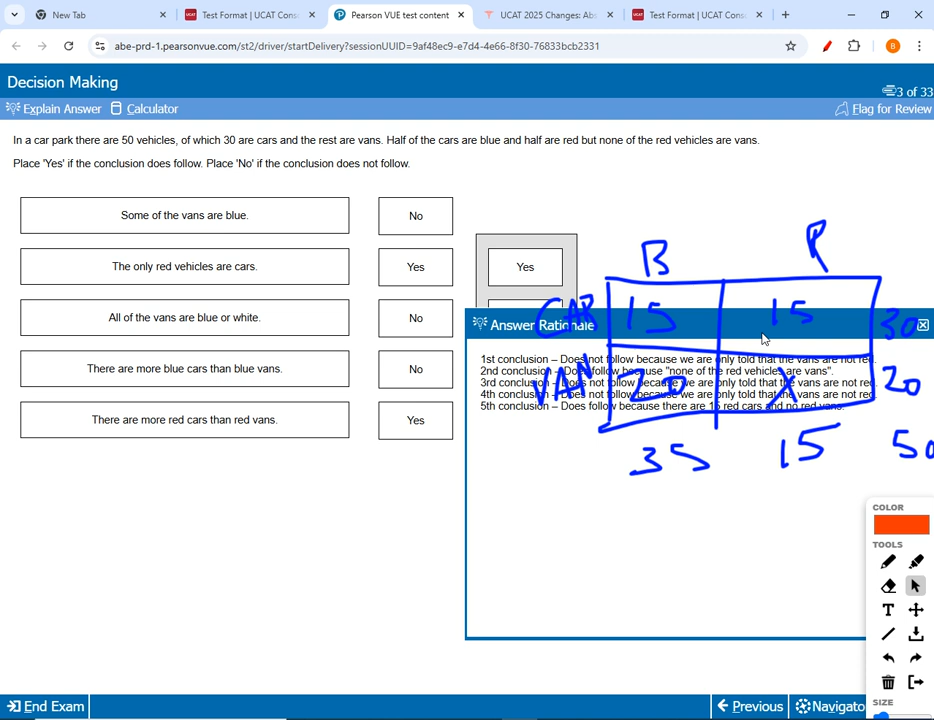 New Tab
Test Format | UCAT Cons
Pearson VUE test content
UCAT 2025 Changes: Abs
Test Format | UCAT Cons
abe-prd-1.pearsonvue.com/st2/driver/startDelivery?sessionUUID=9af48ec9-e7d4-4e66-8f30-76833bcb2331
B
Decision Making
3 of 33
Explain Answer
Calculator
Flag for Review
In a car park there are 50 vehicles, of which 30 are cars and the rest are vans. Half of the cars are blue and half are red but none of the red vehicles are vans.
Place 'Yes' if the conclusion does follow. Place 'No' if the conclusion does not follow.
Some of the vans are blue. No
The only red vehicles are cars. Yes
All of the vans are blue or white. No
There are more blue cars than blue vans. No
There are more red cars than red vans. Yes
Yes
B R
CAR 15 15 30
VAN 20 X 20
35 15 50
Answer Rationale
1st conclusion – Does not follow because we are only told that the vans are not red.
2nd conclusion – Does follow because "none of the red vehicles are vans".
3rd conclusion – Does not follow because we are only told that the vans are not red.
4th conclusion – Does not follow because we are only told that the vans are not red.
5th conclusion – Does follow because there are 15 red cars and no red vans.
COLOR
TOOLS
T
SIZE
End Exam
Previous
Navigato